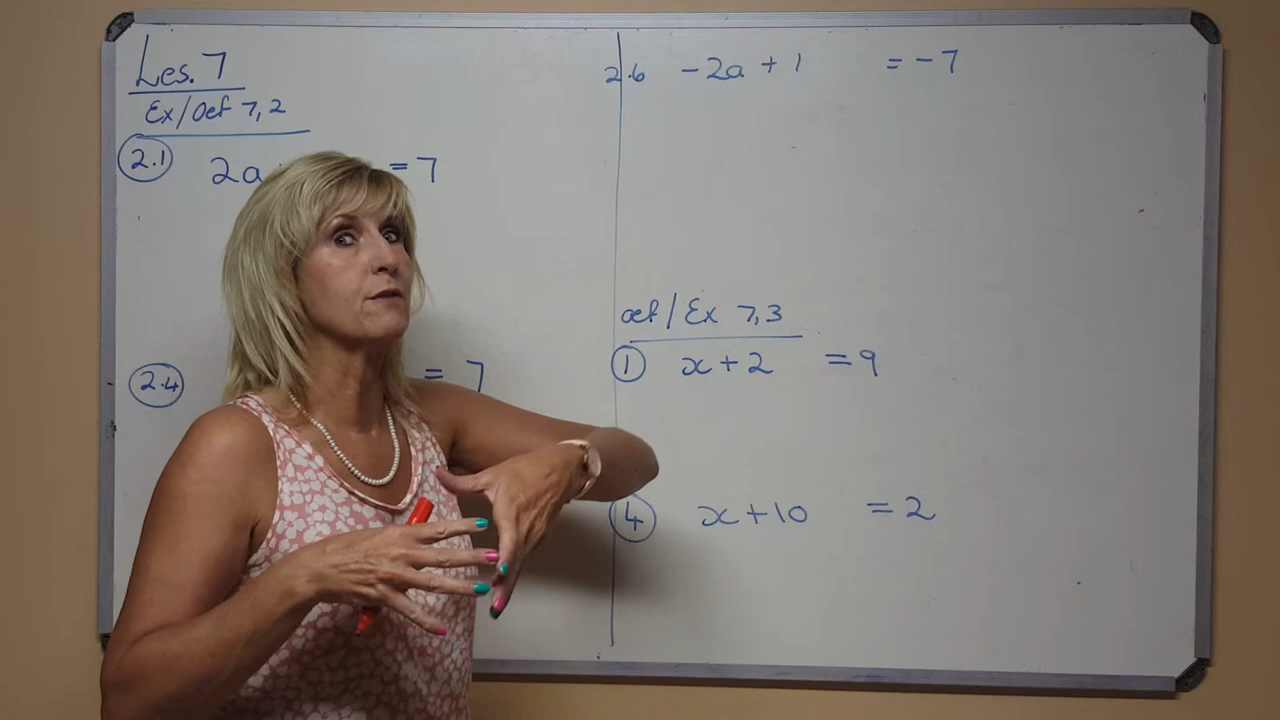 Les. 7
Ex/Oef 7,2
2.1 2a = 7
2.4 = 7
2.6 -2a + 1 = -7
oef/Ex 7,3
1 x + 2 = 9
4 x + 10 = 2